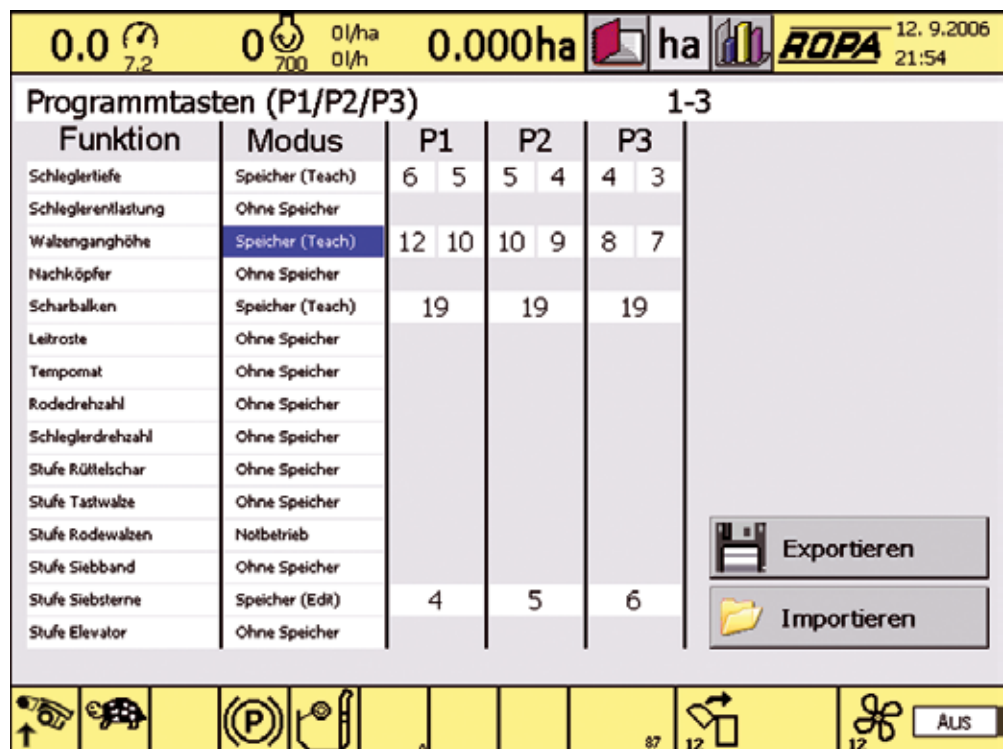 0.0 7.2 0 700 0l/ha 0l/h 0.000ha ha ROPA 12. 9.2006 21:54
Programmtasten (P1/P2/P3) 1-3
Funktion Modus P1 P2 P3
Schleglertiefe Speicher (Teach) 6 5 5 4 4 3
Schleglerentlastung Ohne Speicher
Walzenganghöhe Speicher (Teach) 12 10 10 9 8 7
Nachköpfer Ohne Speicher
Scharbalken Speicher (Teach) 19 19 19
Leitroste Ohne Speicher
Tempomat Ohne Speicher
Rodedrehzahl Ohne Speicher
Schleglerdrehzahl Ohne Speicher
Stufe Rüttelschar Ohne Speicher
Stufe Tastwalze Ohne Speicher
Stufe Rodewalzen Notbetrieb
Stufe Siebband Ohne Speicher
Stufe Siebsterne Speicher (Edit) 4 5 6
Stufe Elevator Ohne Speicher
Exportieren
Importieren
P 87 12 12 Aus